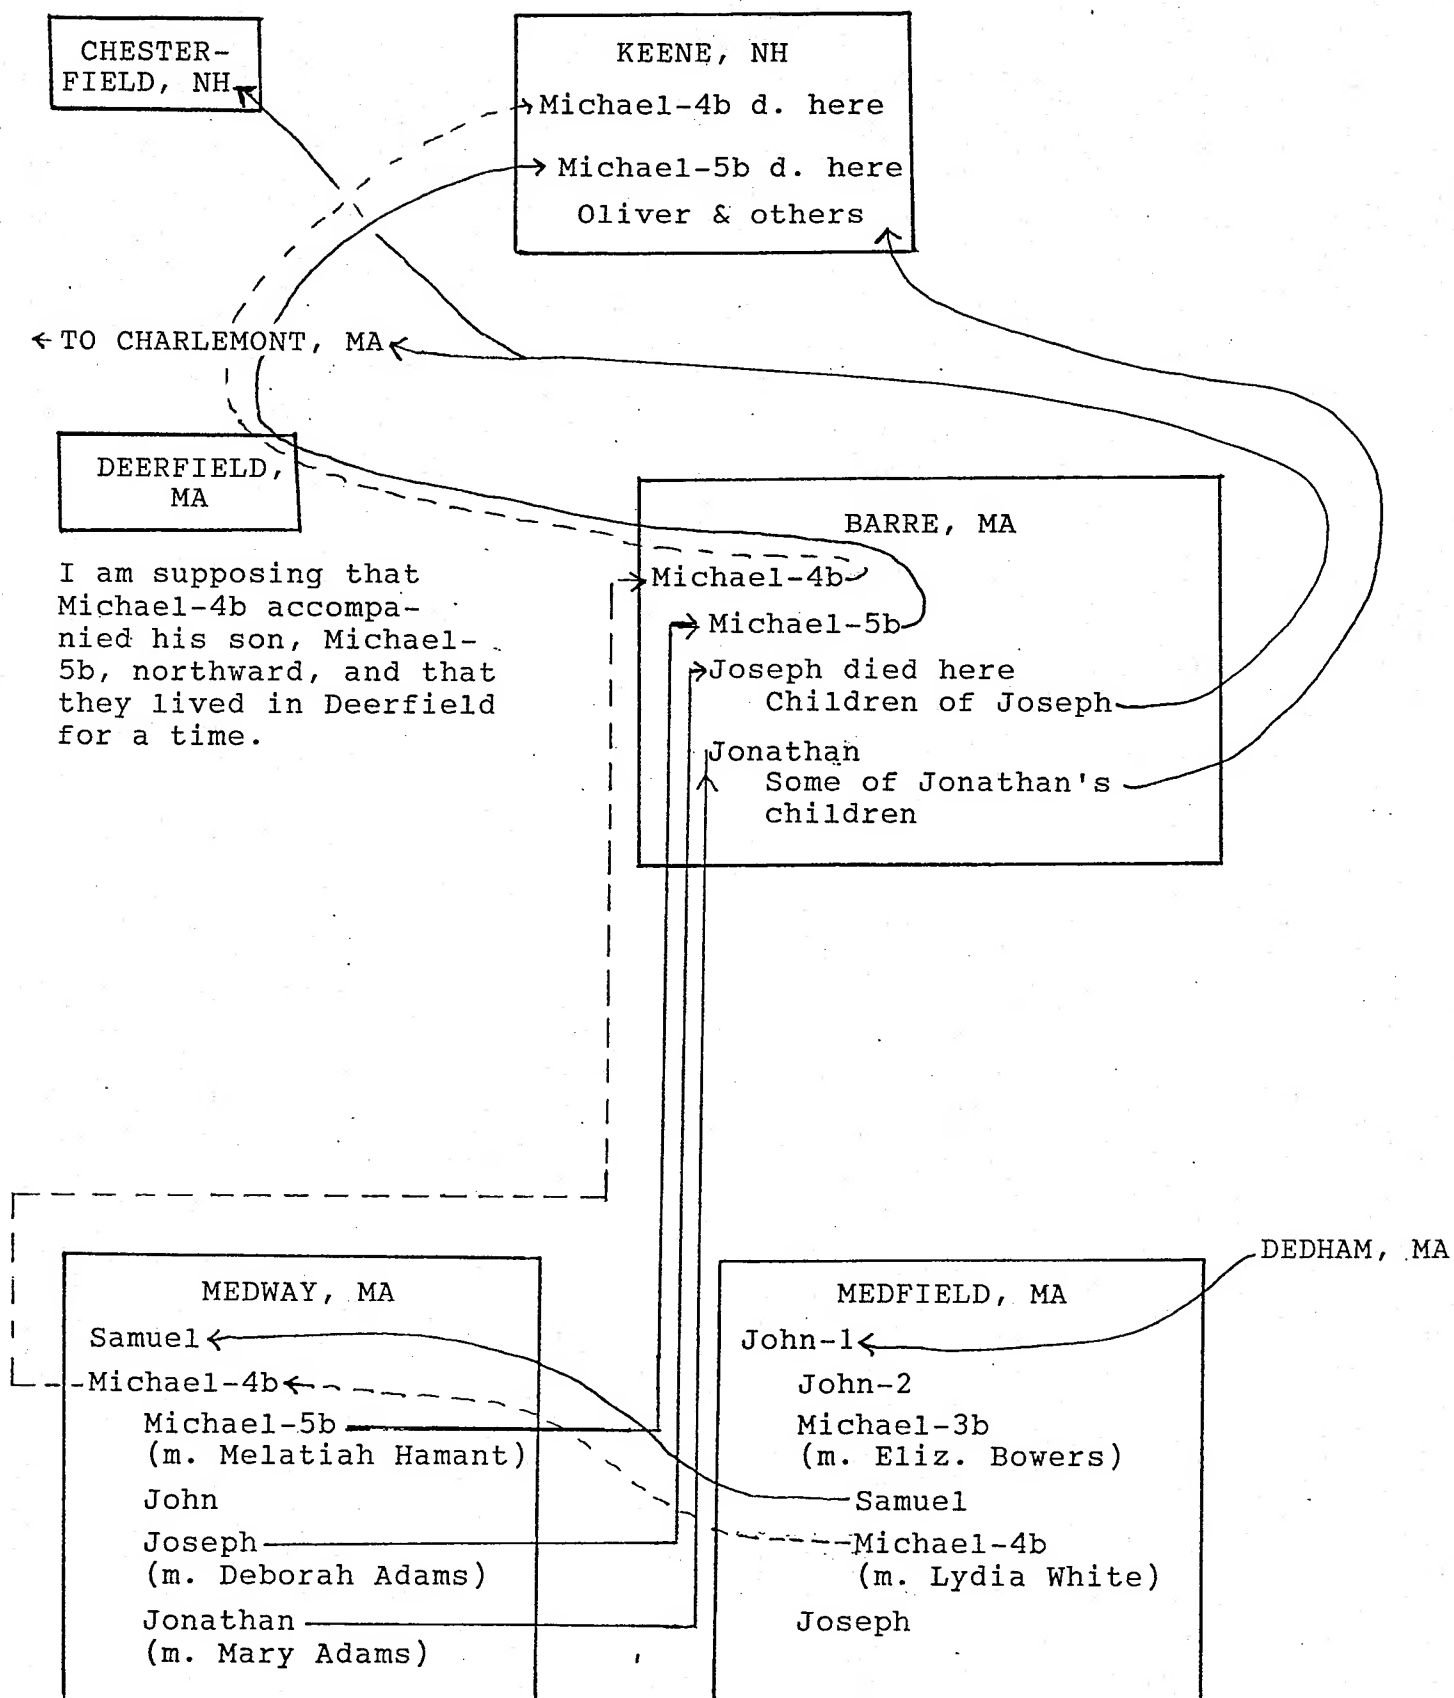 CHESTER-
FIELD, NH
KEENE, NH
Michael-4b d. here
Michael-5b d. here
Oliver & others
TO CHARLEMONT, MA
DEERFIELD,
MA
I am supposing that
Michael-4b accompa-
nied his son, Michael-
5b, northward, and that
they lived in Deerfield
for a time.
BARRE, MA
Michael-4b
Michael-5b
Joseph died here
Children of Joseph
Jonathan
Some of Jonathan's
children
DEDHAM, MA
MEDWAY, MA
Samuel
Michael-4b
Michael-5b
(m. Melatiah Hamant)
John
Joseph
(m. Deborah Adams)
Jonathan
(m. Mary Adams)
MEDFIELD, MA
John-1
John-2
Michael-3b
(m. Eliz. Bowers)
Samuel
Michael-4b
(m. Lydia White)
Joseph